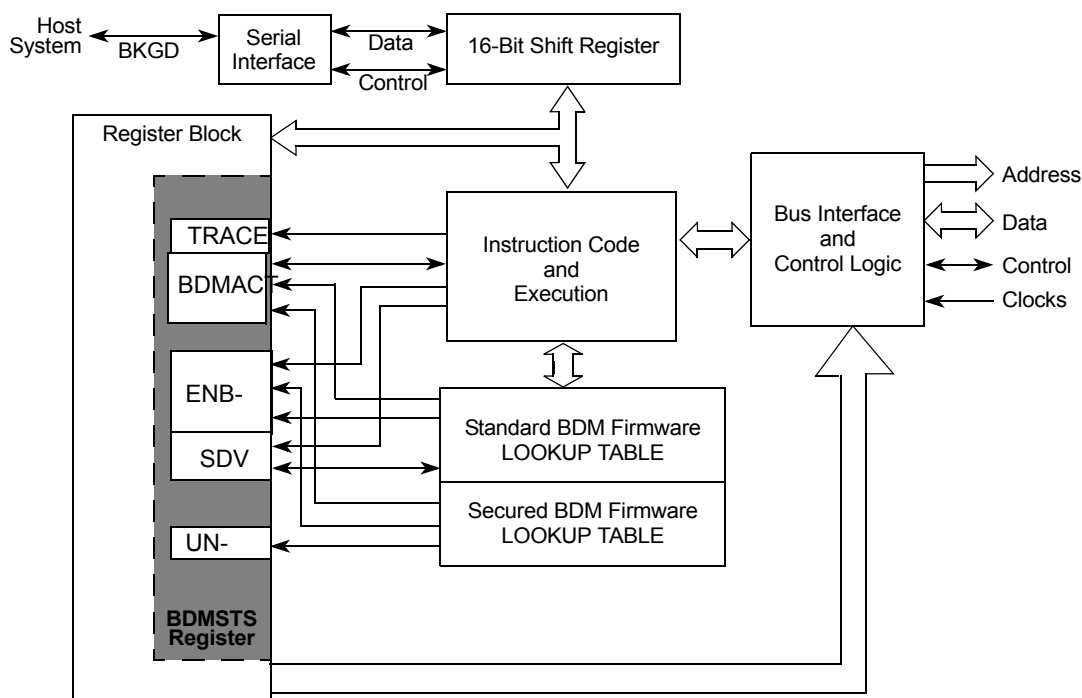 Host
System
BKGD
Serial
Interface
Data
Control
16-Bit Shift Register
Register Block
TRACE
BDMACT
ENB-
SDV
UN-
BDMSTS
Register
Instruction Code
and
Execution
Standard BDM Firmware
LOOKUP TABLE
Secured BDM Firmware
LOOKUP TABLE
Bus Interface
and
Control Logic
Address
Data
Control
Clocks